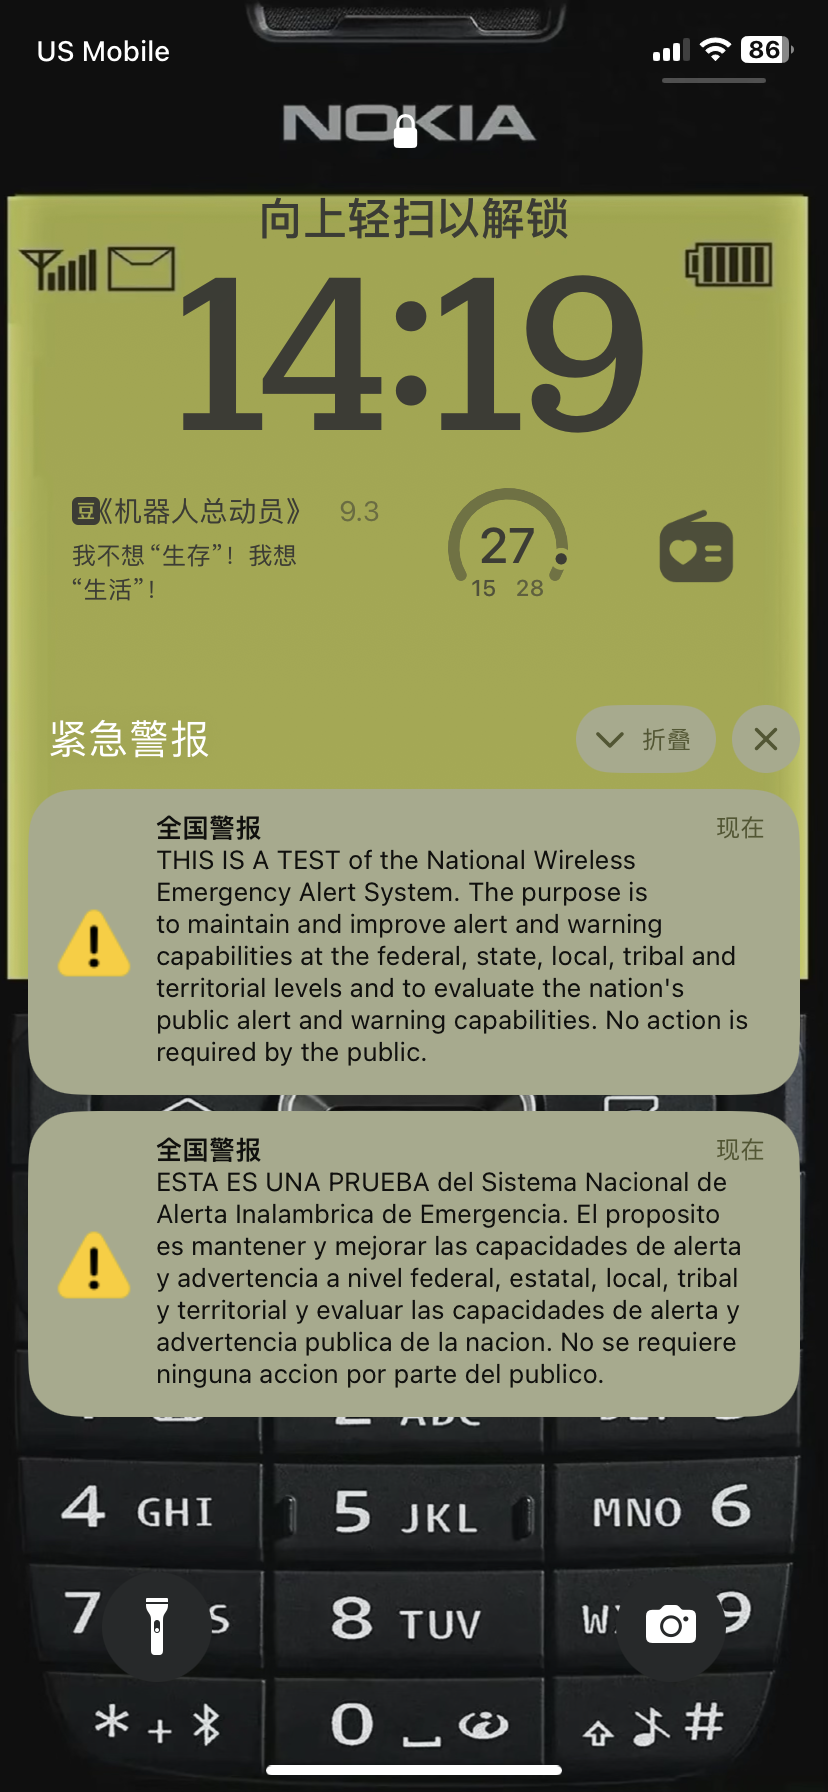 US Mobile
86
NOKIA
向上轻扫以解锁
14:19
豆《机器人总动员》 9.3
我不想“生存”！我想
“生活”！
27
15 28
紧急警报
折叠
全国警报 现在
THIS IS A TEST of the National Wireless
Emergency Alert System. The purpose is
to maintain and improve alert and warning
capabilities at the federal, state, local, tribal and
territorial levels and to evaluate the nation's
public alert and warning capabilities. No action is
required by the public.
全国警报 现在
ESTA ES UNA PRUEBA del Sistema Nacional de
Alerta Inalambrica de Emergencia. El proposito
es mantener y mejorar las capacidades de alerta
y advertencia a nivel federal, estatal, local, tribal
y territorial y evaluar las capacidades de alerta y
advertencia publica de la nacion. No se requiere
ninguna accion por parte del publico.
4 GHI 5 JKL MNO 6
7 S 8 TUV W 9
* + 0 #